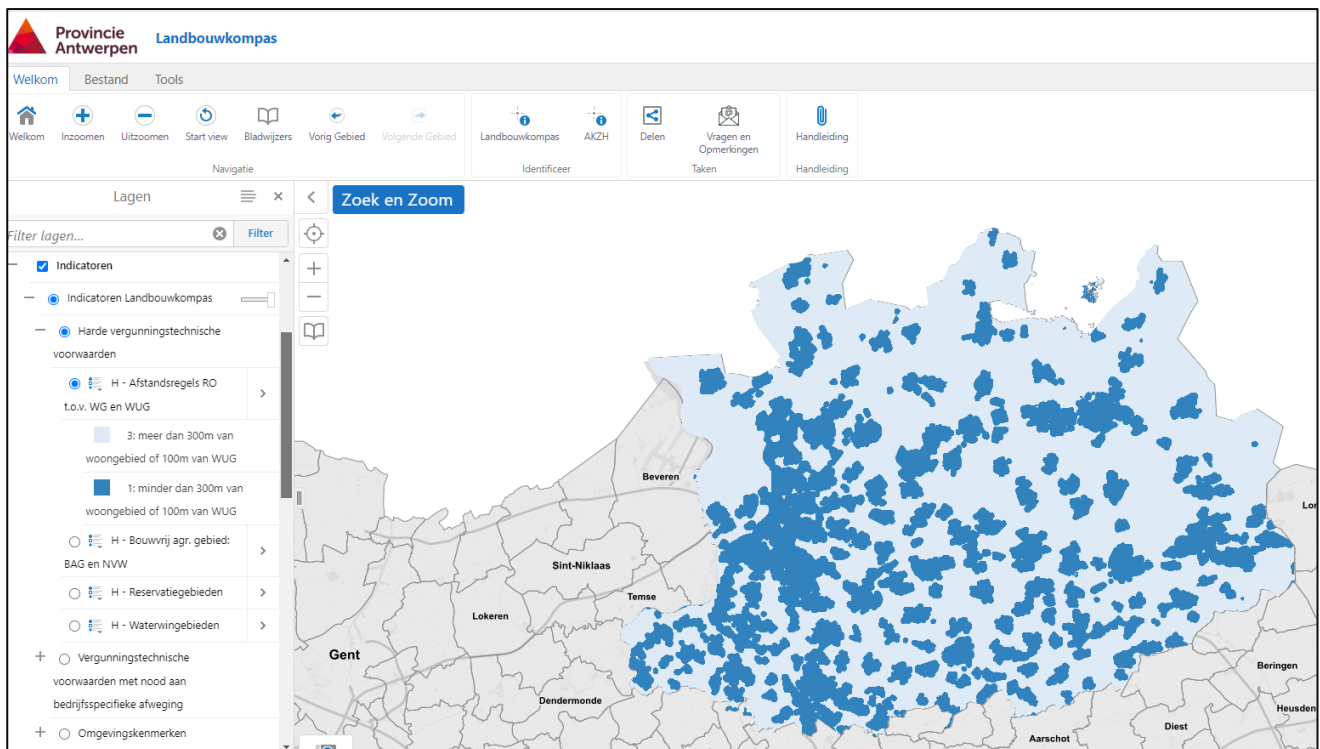 Provincie
Antwerpen
Landbouwkompas
Welkom Bestand Tools
Welkom Inzoomen Uitzoomen Start view Bladwijzers Vorig Gebied Volgende Gebied Landbouwkompas AKZH Delen Vragen en Handleiding
Opmerkingen
Navigatie Identificeer Taken Handleiding
Lagen
Zoek en Zoom
Filter lagen... Filter
Indicatoren
Indicatoren Landbouwkompas
Harde vergunningstechnische
voorwaarden
H - Afstandsregels RO
t.o.v. WG en WUG
3: meer dan 300m van
woongebied of 100m van WUG
1: minder dan 300m van
woongebied of 100m van WUG
H - Bouwvrij agr. gebied:
BAG en NVW
H - Reservatiegebieden
H - Waterwingebieden
Vergunningstechnische
voorwaarden met nood aan
bedrijfsspecifieke afweging
Omgevingskenmerken
Beveren
Lor
Sint-Niklaas
Temse
Lokeren
Gent
Beringen
Dendermonde
Heusden
Diest
Aarschot